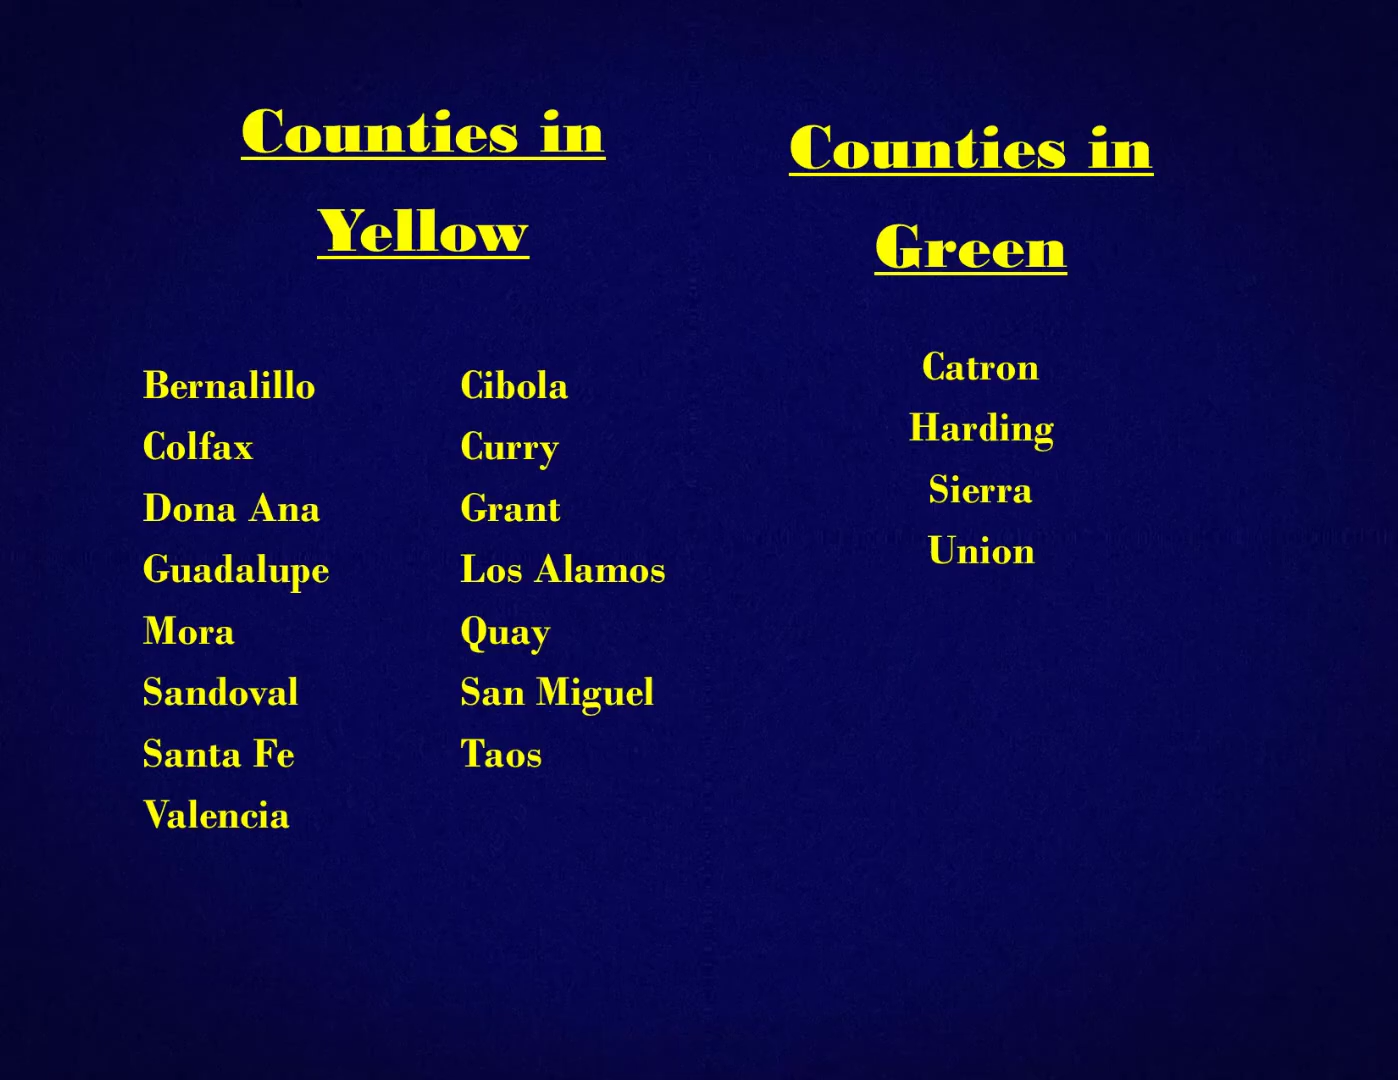 Counties in
Yellow
Bernalillo
Colfax
Dona Ana
Guadalupe
Mora
Sandoval
Santa Fe
Valencia
Cibola
Curry
Grant
Los Alamos
Quay
San Miguel
Taos
Counties in
Green
Catron
Harding
Sierra
Union